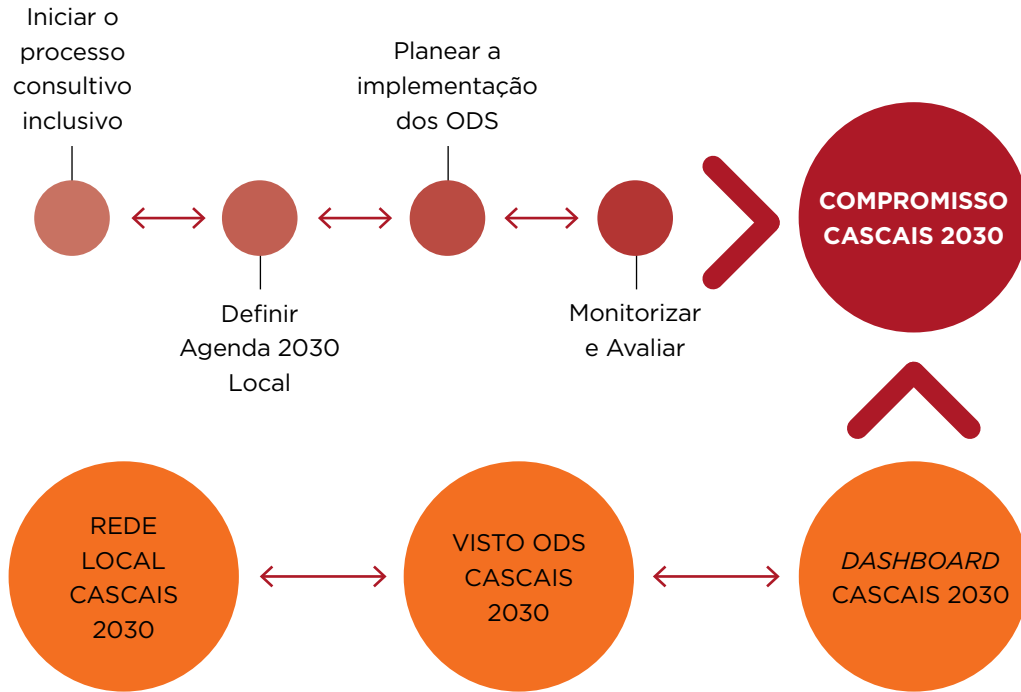 Iniciar o
processo
consultivo
inclusivo
Planear a
implementação
dos ODS
COMPROMISSO
CASCAIS 2030
Definir
Agenda 2030
Local
Monitorizar
e Avaliar
REDE
LOCAL
CASCAIS
2030
VISTO ODS
CASCAIS
2030
DASHBOARD
CASCAIS 2030